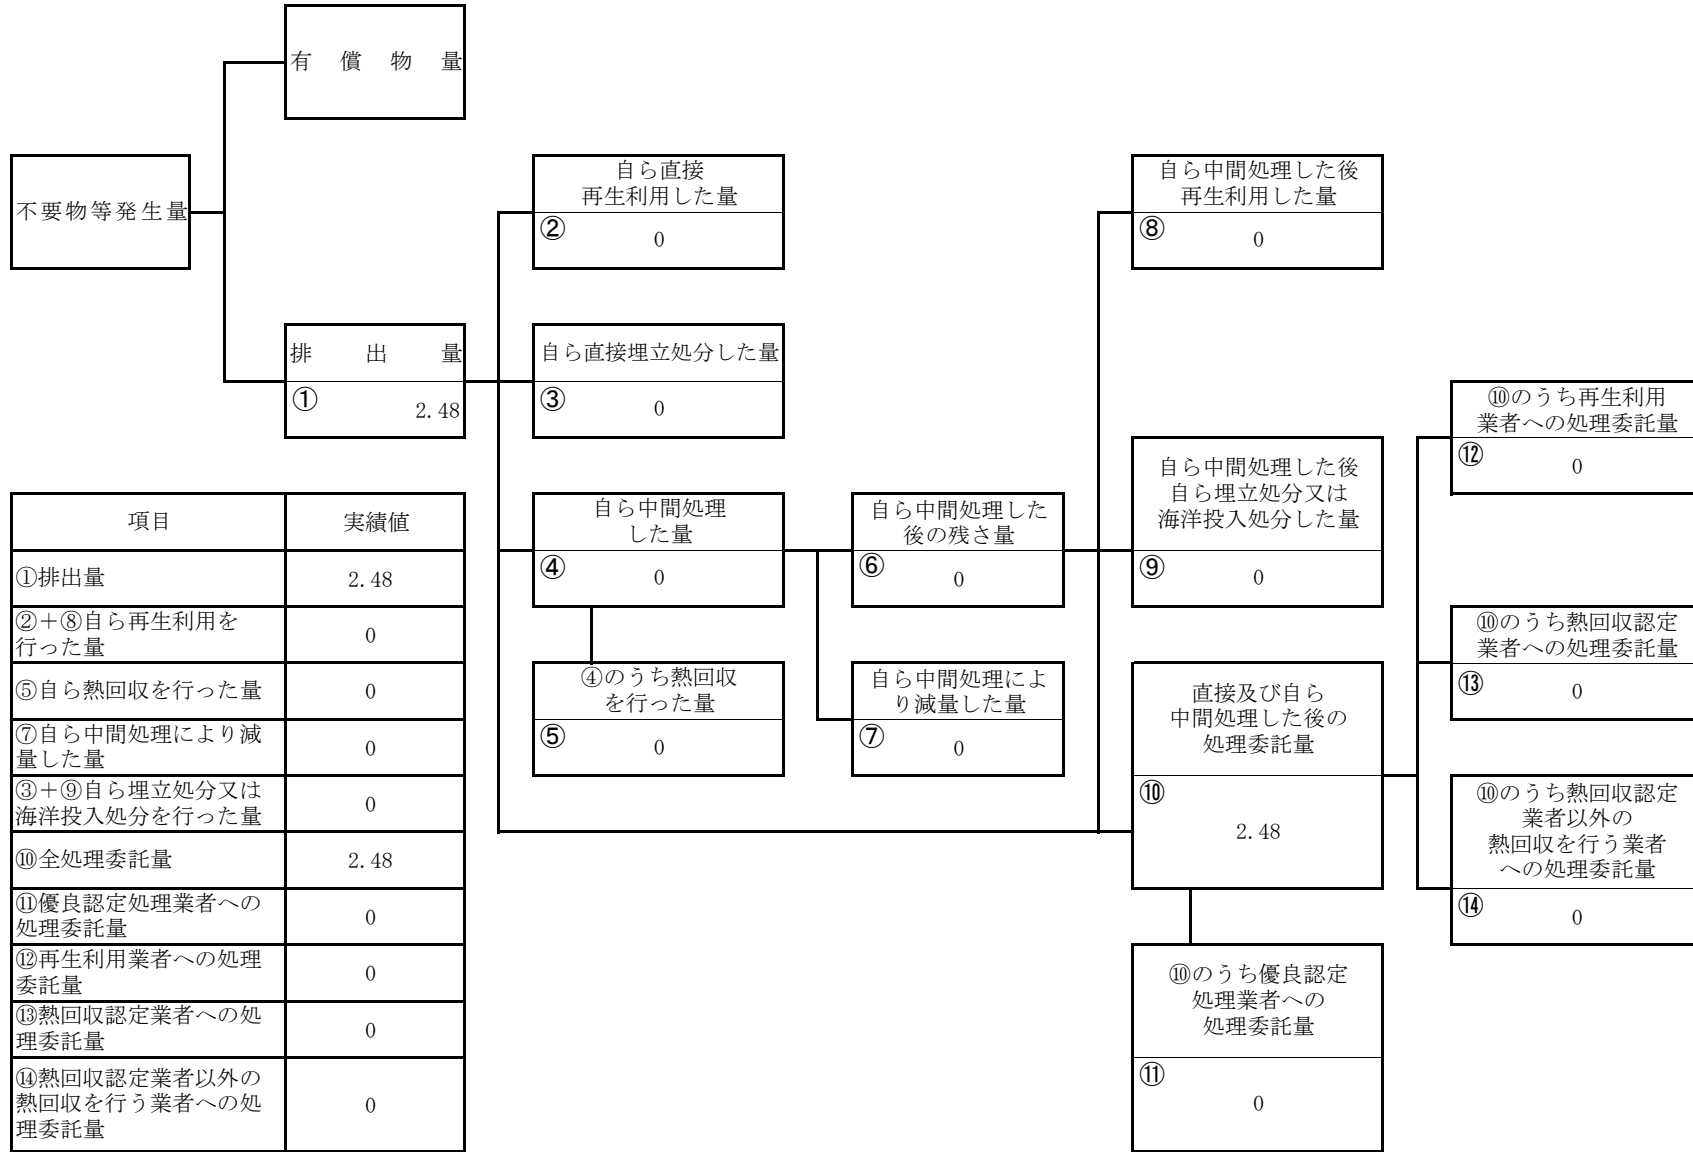 有償物量
不要物等発生量
排出量
①
2.48
自ら直接
再生利用した量
②
0
自ら直接埋立処分した量
③
0
自ら中間処理
した量
④
0
④のうち熱回収
を行った量
⑤
0
自ら中間処理した
後の残さ量
⑥
0
自ら中間処理によ
り減量した量
⑦
0
自ら中間処理した後
再生利用した量
⑧
0
自ら中間処理した後
自ら埋立処分又は
海洋投入処分した量
⑨
0
直接及び自ら
中間処理した後の
処理委託量
⑩
2.48
⑩のうち優良認定
処理業者への
処理委託量
⑪
0
⑩のうち再生利用
業者への処理委託量
⑫
0
⑩のうち熱回収認定
業者への処理委託量
⑬
0
⑩のうち熱回収認定
業者以外の
熱回収を行う業者
への処理委託量
⑭
0
項目 実績値
①排出量 2.48
②＋⑧自ら再生利用を
行った量 0
⑤自ら熱回収を行った量 0
⑦自ら中間処理により減
量した量 0
③＋⑨自ら埋立処分又は
海洋投入処分を行った量 0
⑩全処理委託量 2.48
⑪優良認定処理業者への
処理委託量 0
⑫再生利用業者への処理
委託量 0
⑬熱回収認定業者への処
理委託量 0
⑭熱回収認定業者以外の
熱回収を行う業者への処
理委託量 0